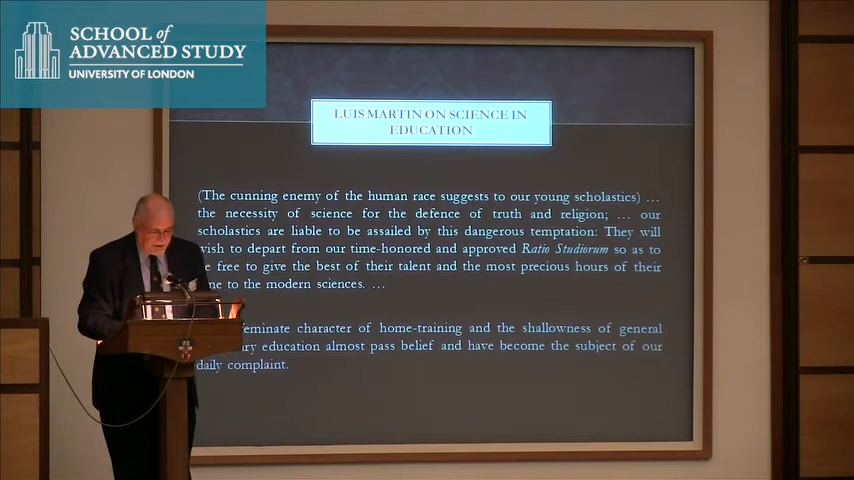 SCHOOL of
ADVANCED STUDY
UNIVERSITY OF LONDON
LUIS MARTIN ON SCIENCE IN
EDUCATION
(The cunning enemy of the human race suggests to our young scholastics) …
the necessity of science for the defence of truth and religion; … our
scholastics are liable to be assailed by this dangerous temptation: They will
wish to depart from our time-honored and approved Ratio Studiorum so as to
free to give the best of their talent and the most precious hours of their
to the modern sciences. …
character of home-training and the shallowness of general
education almost pass belief and have become the subject of our
daily complaint.